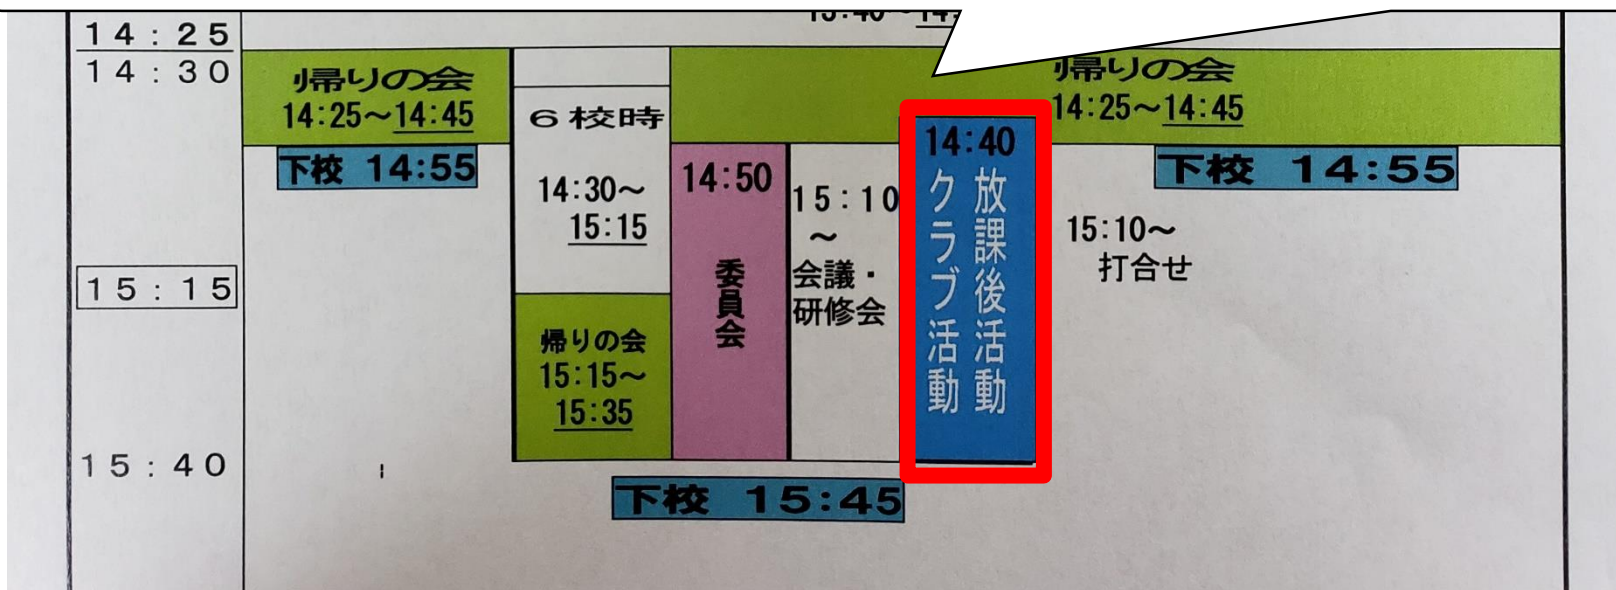 14:25
14:30
帰りの会
14:25～14:45
下校 14:55
6校時
14:30～
15:15
帰りの会
15:15～
15:35
14:50
委員会
15:10
～
会議・
研修会
14:40
放課後活動
クラブ活動
帰りの会
14:25～14:45
下校 14:55
15:10～
打合せ
15:15
15:40
下校 15:45